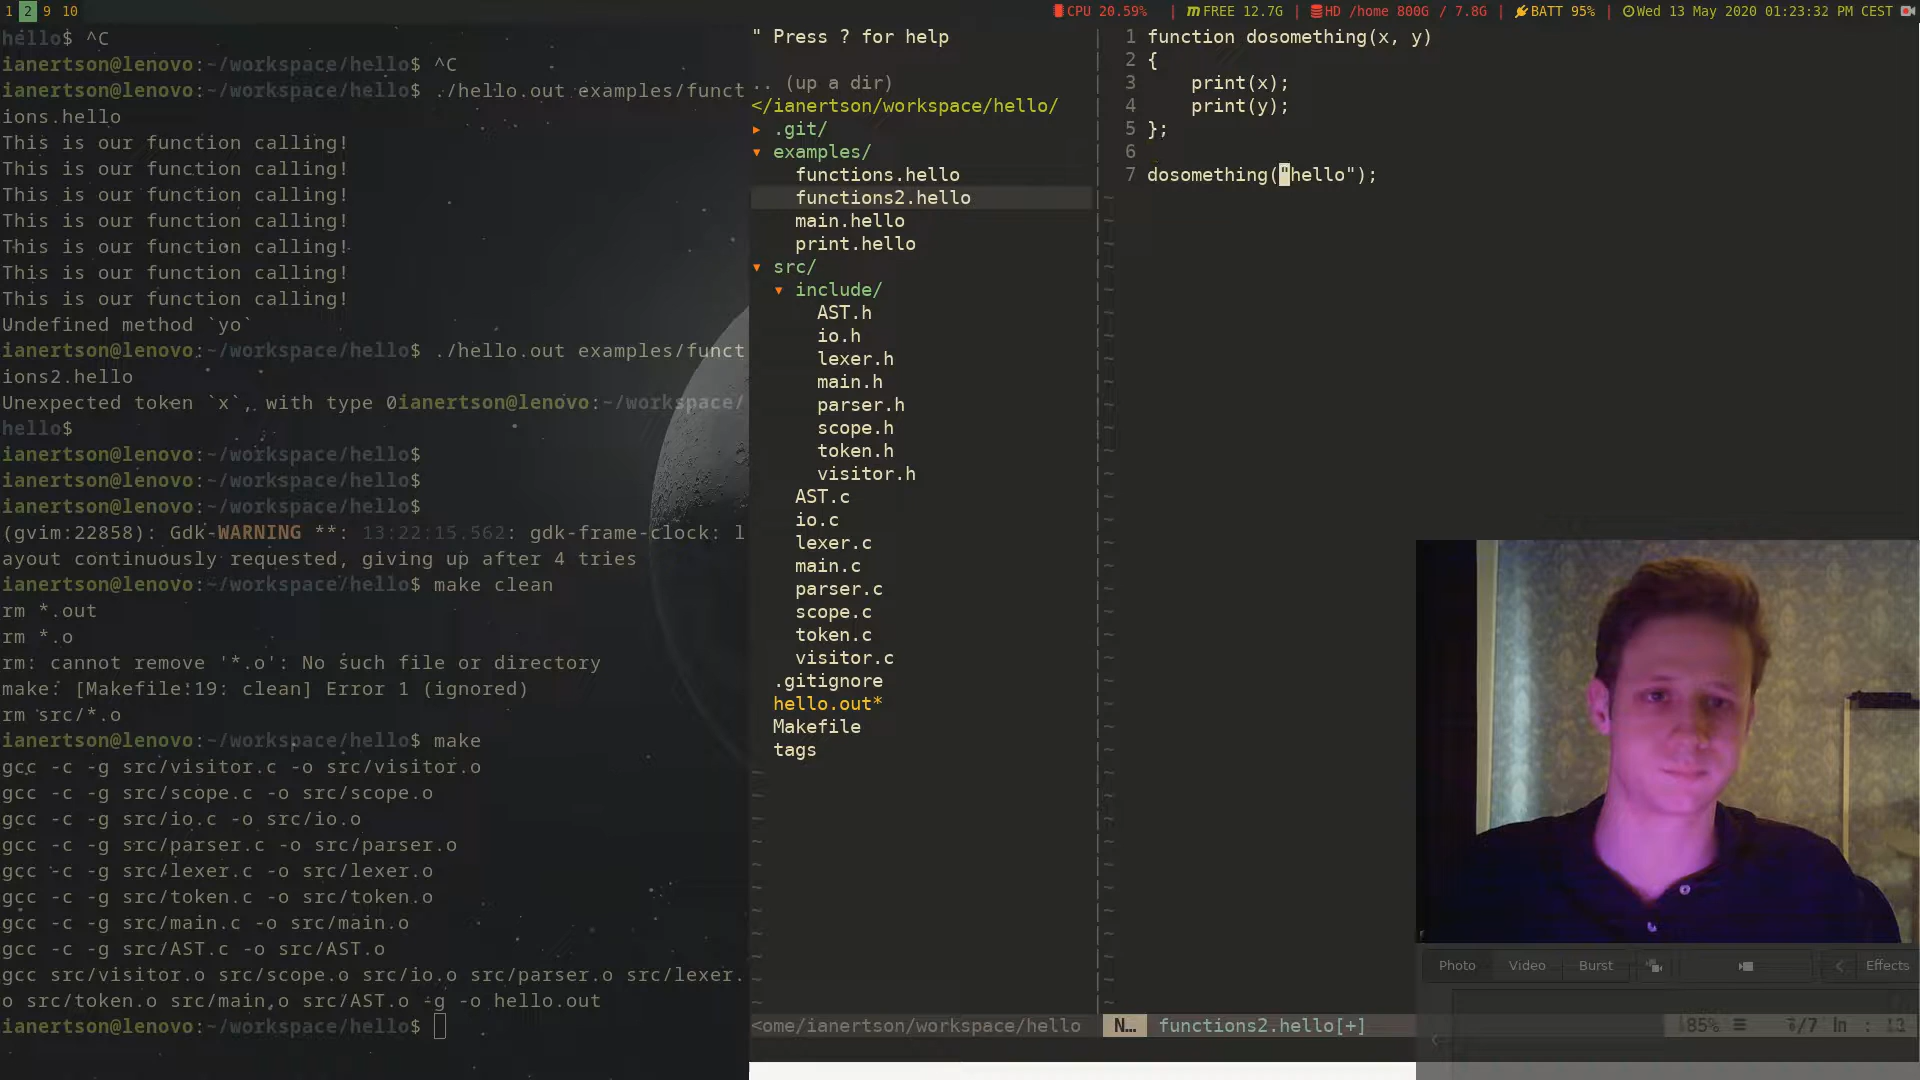 1 2 9 10
CPU 20.59% | FREE 12.7G | HD /home 800G / 7.8G | BATT 95% | Wed 13 May 2020 01:23:32 PM CEST
hello$ ^C
ianertson@lenovo:~/workspace/hello$ ^C
ianertson@lenovo:~/workspace/hello$ ./hello.out examples/funct
ions.hello
This is our function calling!
This is our function calling!
This is our function calling!
This is our function calling!
This is our function calling!
This is our function calling!
This is our function calling!
Undefined method `yo`
ianertson@lenovo:~/workspace/hello$ ./hello.out examples/funct
ions2.hello
Unexpected token `x`, with type 0ianertson@lenovo:~/workspace/
hello$
ianertson@lenovo:~/workspace/hello$
ianertson@lenovo:~/workspace/hello$
ianertson@lenovo:~/workspace/hello$
(gvim:22858): Gdk-WARNING **: 13:22:15.562: gdk-frame-clock: l
ayout continuously requested, giving up after 4 tries
ianertson@lenovo:~/workspace/hello$ make clean
rm *.out
rm *.o
rm: cannot remove '*.o': No such file or directory
make: [Makefile:19: clean] Error 1 (ignored)
rm src/*.o
ianertson@lenovo:~/workspace/hello$ make
gcc -c -g src/visitor.c -o src/visitor.o
gcc -c -g src/scope.c -o src/scope.o
gcc -c -g src/io.c -o src/io.o
gcc -c -g src/parser.c -o src/parser.o
gcc -c -g src/lexer.c -o src/lexer.o
gcc -c -g src/token.c -o src/token.o
gcc -c -g src/main.c -o src/main.o
gcc -c -g src/AST.c -o src/AST.o
gcc src/visitor.o src/scope.o src/io.o src/parser.o src/lexer.
o src/token.o src/main.o src/AST.o -g -o hello.out
ianertson@lenovo:~/workspace/hello$
" Press ? for help
.. (up a dir)
</ianertson/workspace/hello/
▸ .git/
▾ examples/
functions.hello
functions2.hello
main.hello
print.hello
▾ src/
▾ include/
AST.h
io.h
lexer.h
main.h
parser.h
scope.h
token.h
visitor.h
AST.c
io.c
lexer.c
main.c
parser.c
scope.c
token.c
visitor.c
.gitignore
hello.out*
Makefile
tags
<ome/ianertson/workspace/hello
1 function dosomething(x, y)
2 {
3 print(x);
4 print(y);
5 };
6
7 dosomething("hello");
N… functions2.hello[+]
Photo Video Burst Effects
85%